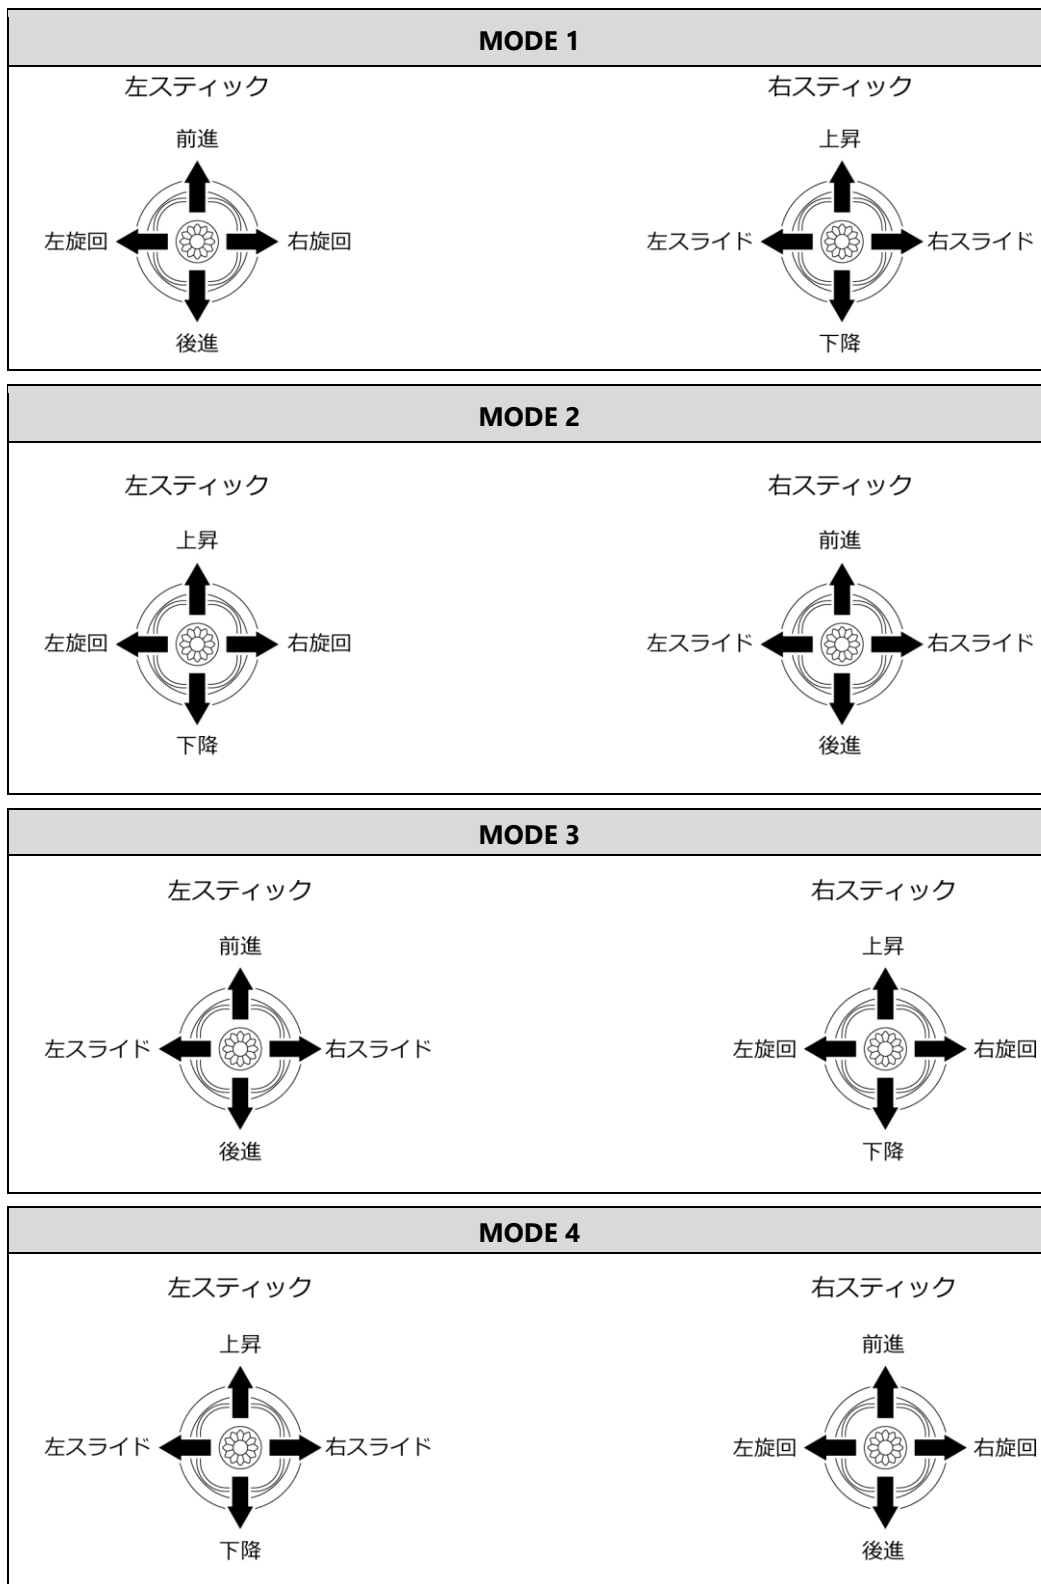 MODE 1
左スティック 右スティック
前進 上昇
左旋回 右旋回 左スライド 右スライド
後進 下降
MODE 2
左スティック 右スティック
上昇 前進
左旋回 右旋回 左スライド 右スライド
下降 後進
MODE 3
左スティック 右スティック
前進 上昇
左スライド 右スライド 左旋回 右旋回
後進 下降
MODE 4
左スティック 右スティック
上昇 前進
左スライド 右スライド 左旋回 右旋回
下降 後進